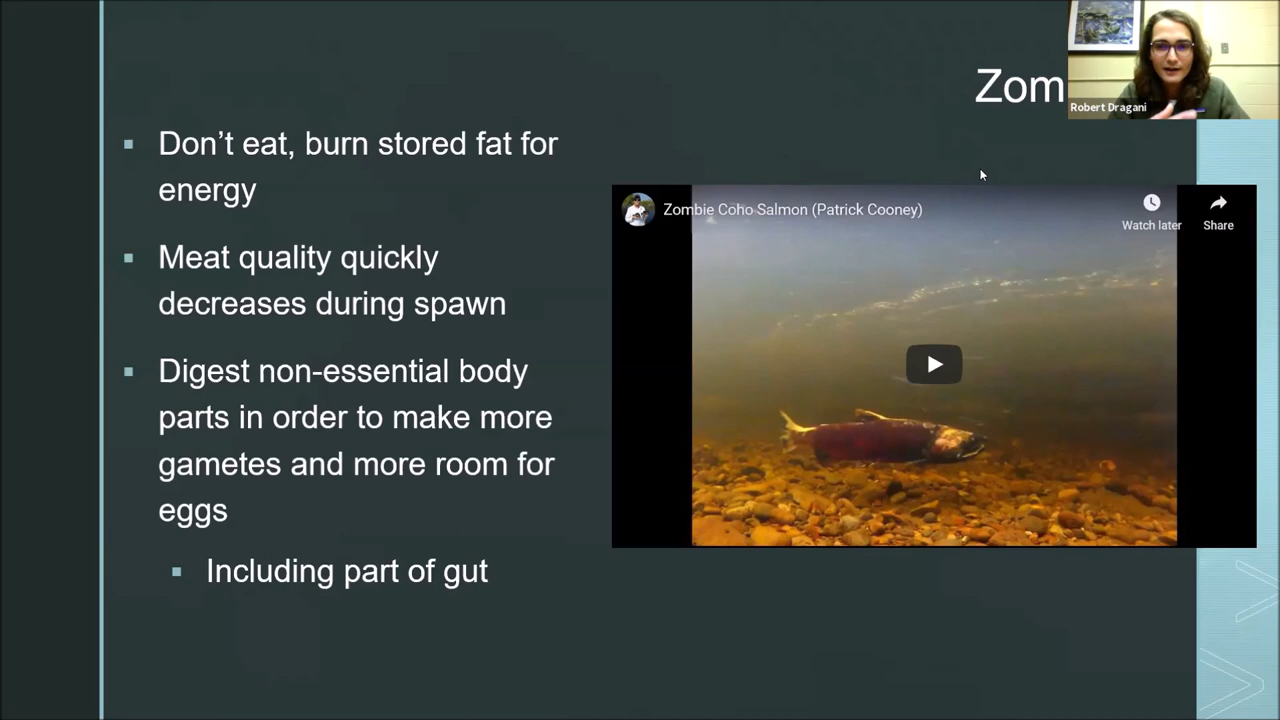 Zom
Robert Dragani
Don't eat, burn stored fat for
energy
Meat quality quickly
decreases during spawn
Digest non-essential body
parts in order to make more
gametes and more room for
eggs
Including part of gut
Zombie Coho Salmon (Patrick Cooney)
Watch later
Share